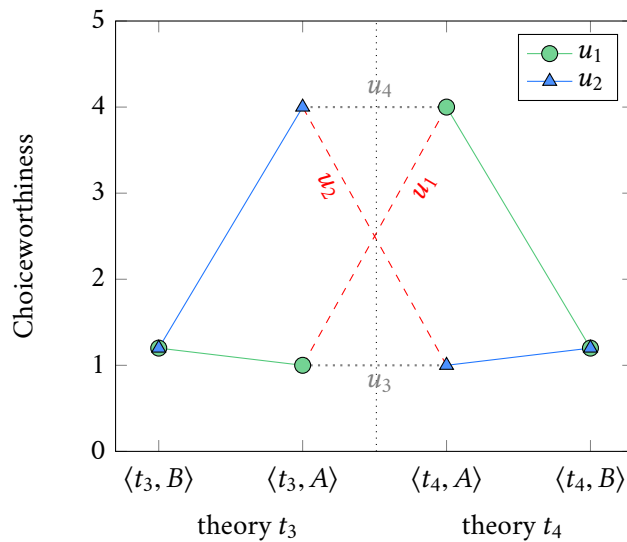 5
u₁
u₂
u₄
4
Choiceworthiness
u₂
u₁
3
2
1
u₃
0
⟨t₃, B⟩ ⟨t₃, A⟩ ⟨t₄, A⟩ ⟨t₄, B⟩
theory t₃ theory t₄